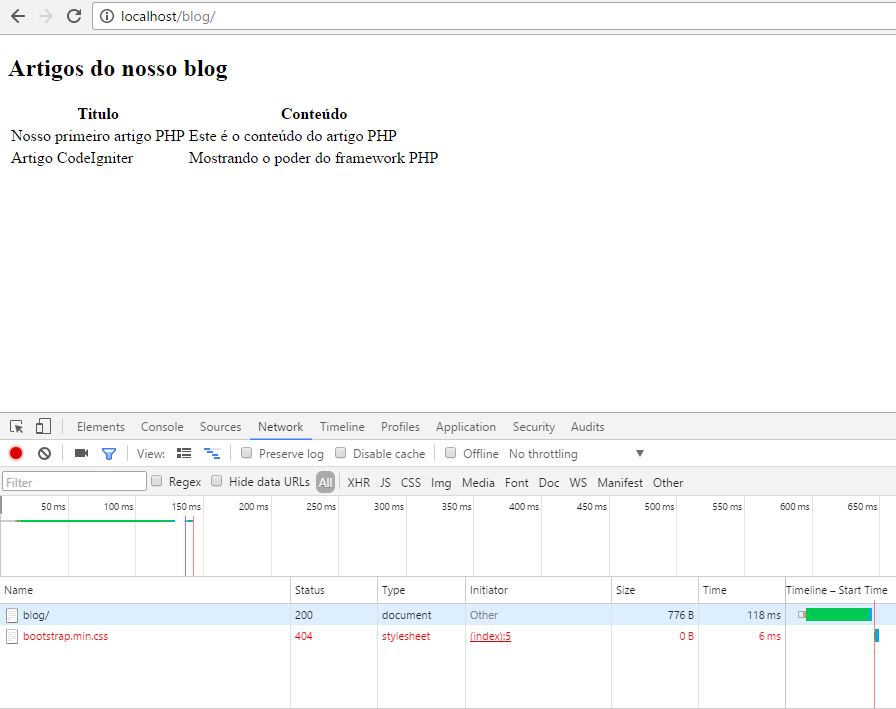 localhost/blog/
Artigos do nosso blog
Titulo Conteúdo
Nosso primeiro artigo PHP Este é o conteúdo do artigo PHP
Artigo CodeIgniter Mostrando o poder do framework PHP
Elements Console Sources Network Timeline Profiles Application Security Audits
View: Preserve log Disable cache Offline No throttling
Filter Regex Hide data URLs All XHR JS CSS Img Media Font Doc WS Manifest Other
50 ms 100 ms 150 ms 200 ms 250 ms 300 ms 350 ms 400 ms 450 ms 500 ms 550 ms 600 ms 650 ms
Name Status Type Initiator Size Time Timeline – Start Time
blog/ 200 document Other 776 B 118 ms
bootstrap.min.css 404 stylesheet (index):5 0 B 6 ms